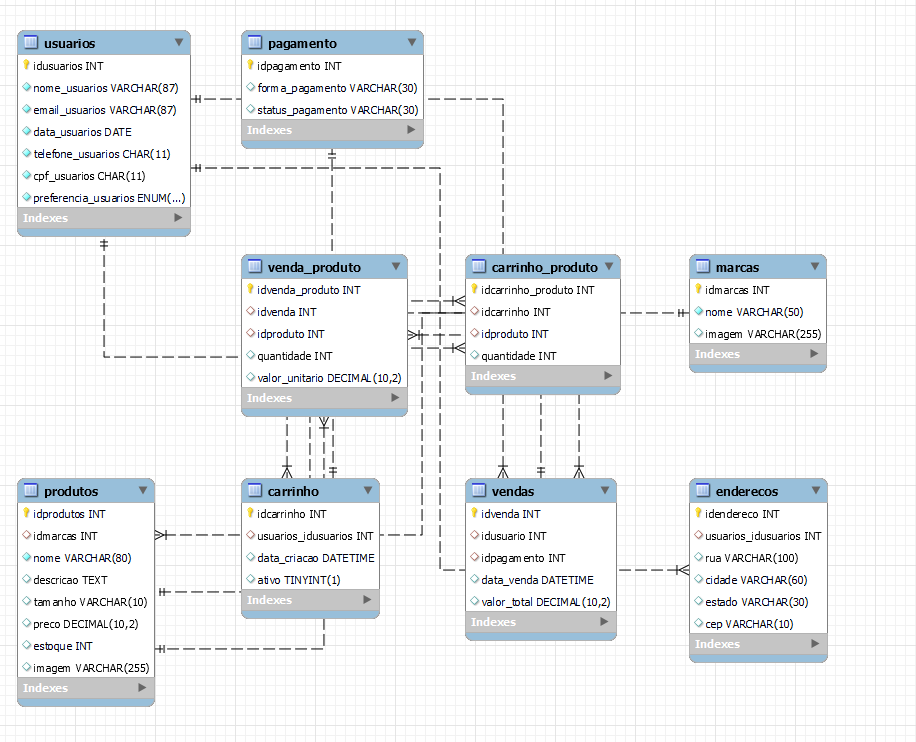 usuarios
idusuarios INT
nome_usuarios VARCHAR(87)
email_usuarios VARCHAR(87)
data_usuarios DATE
telefone_usuarios CHAR(11)
cpf_usuarios CHAR(11)
preferencia_usuarios ENUM(...)
Indexes
pagamento
idpagamento INT
forma_pagamento VARCHAR(30)
status_pagamento VARCHAR(30)
Indexes
venda_produto
idvenda_produto INT
idvenda INT
idproduto INT
quantidade INT
valor_unitario DECIMAL(10,2)
Indexes
carrinho_produto
idcarrinho_produto INT
idcarrinho INT
idproduto INT
quantidade INT
Indexes
marcas
idmarcas INT
nome VARCHAR(50)
imagem VARCHAR(255)
Indexes
produtos
idprodutos INT
idmarcas INT
nome VARCHAR(80)
descricao TEXT
tamanho VARCHAR(10)
preco DECIMAL(10,2)
estoque INT
imagem VARCHAR(255)
Indexes
carrinho
idcarrinho INT
usuarios_idusuarios INT
data_criacao DATETIME
ativo TINYINT(1)
Indexes
vendas
idvenda INT
idusuario INT
idpagamento INT
data_venda DATETIME
valor_total DECIMAL(10,2)
Indexes
enderecos
idendereco INT
usuarios_idusuarios INT
rua VARCHAR(100)
cidade VARCHAR(60)
estado VARCHAR(30)
cep VARCHAR(10)
Indexes